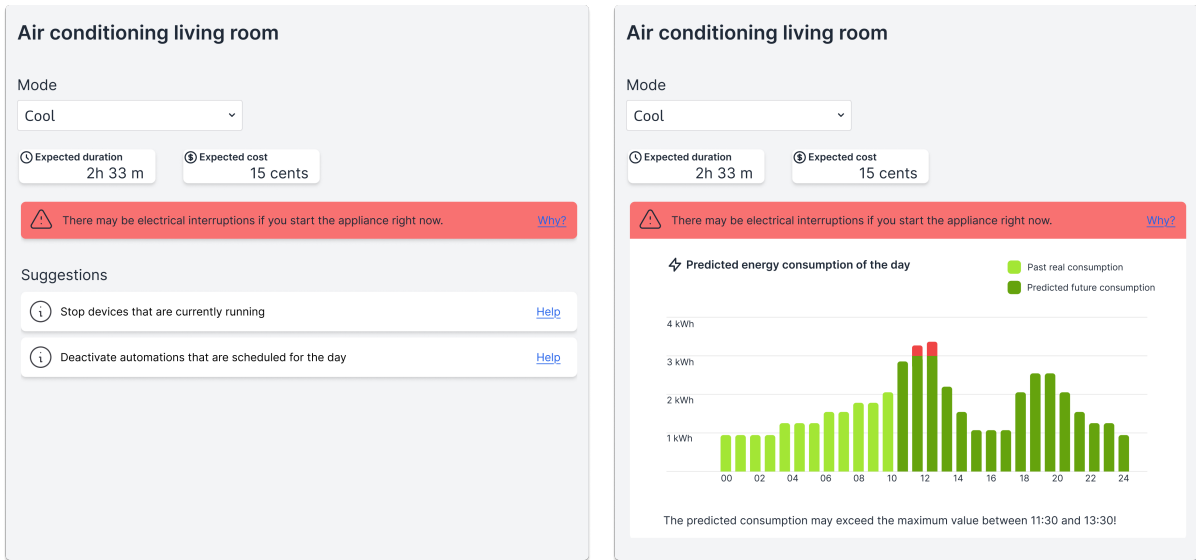 Air conditioning living room
Mode
Cool
Expected duration
2h 33 m
Expected cost
15 cents
There may be electrical interruptions if you start the appliance right now.
Why?
Suggestions
Stop devices that are currently running
Help
Deactivate automations that are scheduled for the day
Help
Air conditioning living room
Mode
Cool
Expected duration
2h 33 m
Expected cost
15 cents
There may be electrical interruptions if you start the appliance right now.
Why?
Predicted energy consumption of the day
Past real consumption
Predicted future consumption
4 kWh
3 kWh
2 kWh
1 kWh
00 02 04 06 08 10 12 14 16 18 20 22 24
The predicted consumption may exceed the maximum value between 11:30 and 13:30!